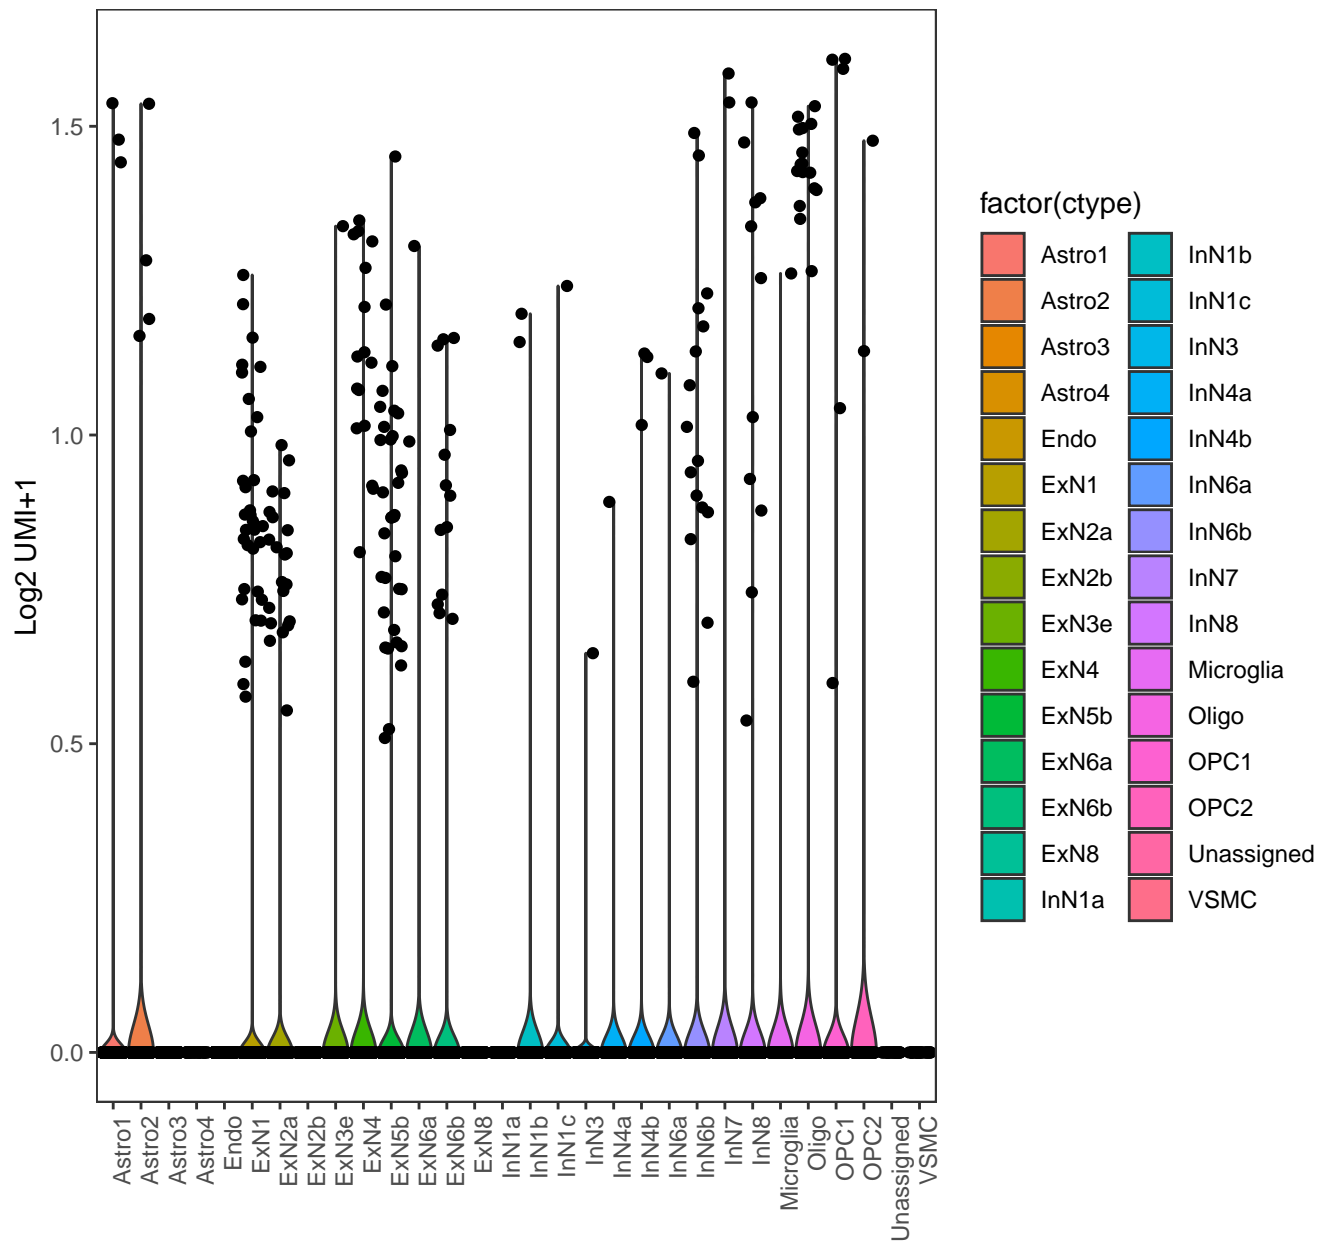 Log2 UMI+1
1.5
1.0
0.5
0.0
Astro1
Astro2
Astro3
Astro4
Endo
ExN1
ExN2a
ExN2b
ExN3e
ExN4
ExN5b
ExN6a
ExN6b
ExN8
InN1a
InN1b
InN1c
InN3
InN4a
InN4b
InN6a
InN6b
InN7
InN8
Microglia
Oligo
OPC1
OPC2
Unassigned
VSMC
factor(ctype)
Astro1
Astro2
Astro3
Astro4
Endo
ExN1
ExN2a
ExN2b
ExN3e
ExN4
ExN5b
ExN6a
ExN6b
ExN8
InN1a
InN1b
InN1c
InN3
InN4a
InN4b
InN6a
InN6b
InN7
InN8
Microglia
Oligo
OPC1
OPC2
Unassigned
VSMC